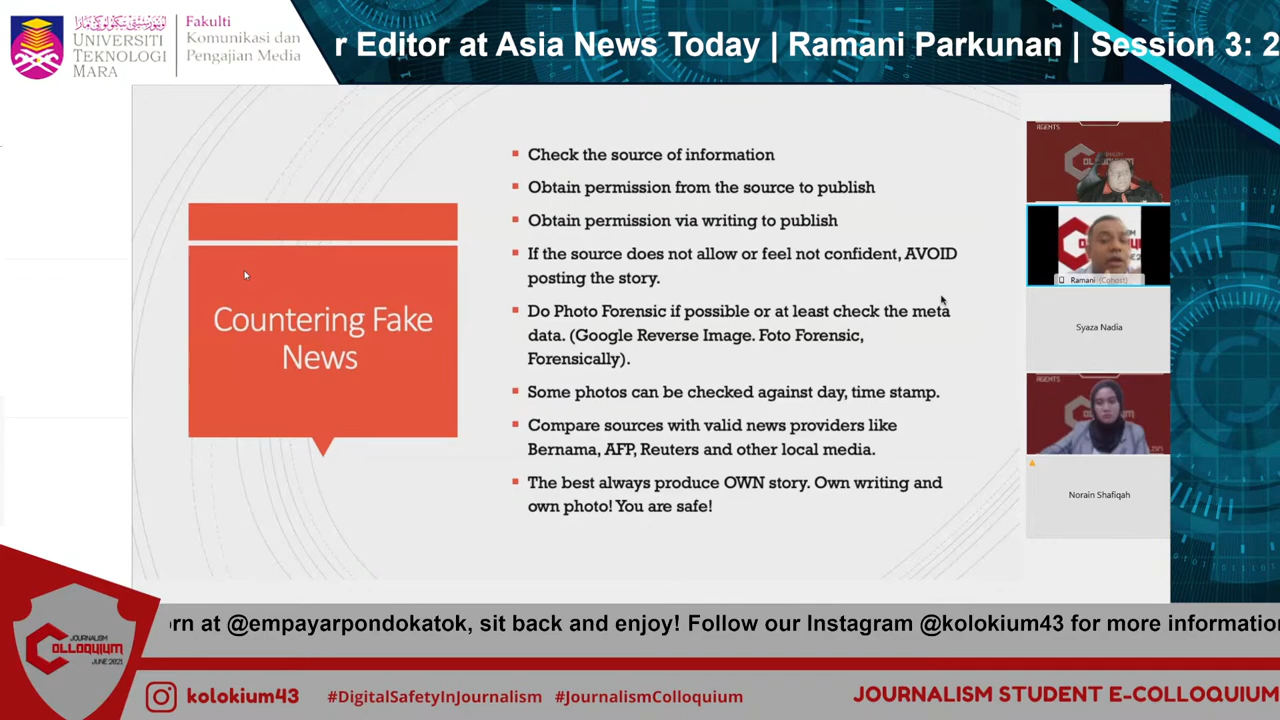 UNIVERSITI
TEKNOLOGI
MARA
Fakulti
Komunikasi dan
Pengajian Media
r Editor at Asia News Today | Ramani Parkunan | Session 3: 2
Countering Fake
News
Check the source of information
Obtain permission from the source to publish
Obtain permission via writing to publish
If the source does not allow or feel not confident, AVOID
posting the story.
Do Photo Forensic if possible or at least check the meta
data. (Google Reverse Image. Foto Forensic,
Forensically).
Some photos can be checked against day, time stamp.
Compare sources with valid news providers like
Bernama, AFP, Reuters and other local media.
The best always produce OWN story. Own writing and
own photo! You are safe!
AGENTS
Ramani (Cohost)
Syaza Nadia
AGENTS
Norain Shafiqah
rn at @empayarpondokatok, sit back and enjoy! Follow our Instagram @kolokium43 for more information
JOURNALISM
COLLOQUIUM
JUNE 2021
kolokium43
#DigitalSafetyInJournalism #JournalismColloquium
JOURNALISM STUDENT E-COLLOQUIUM